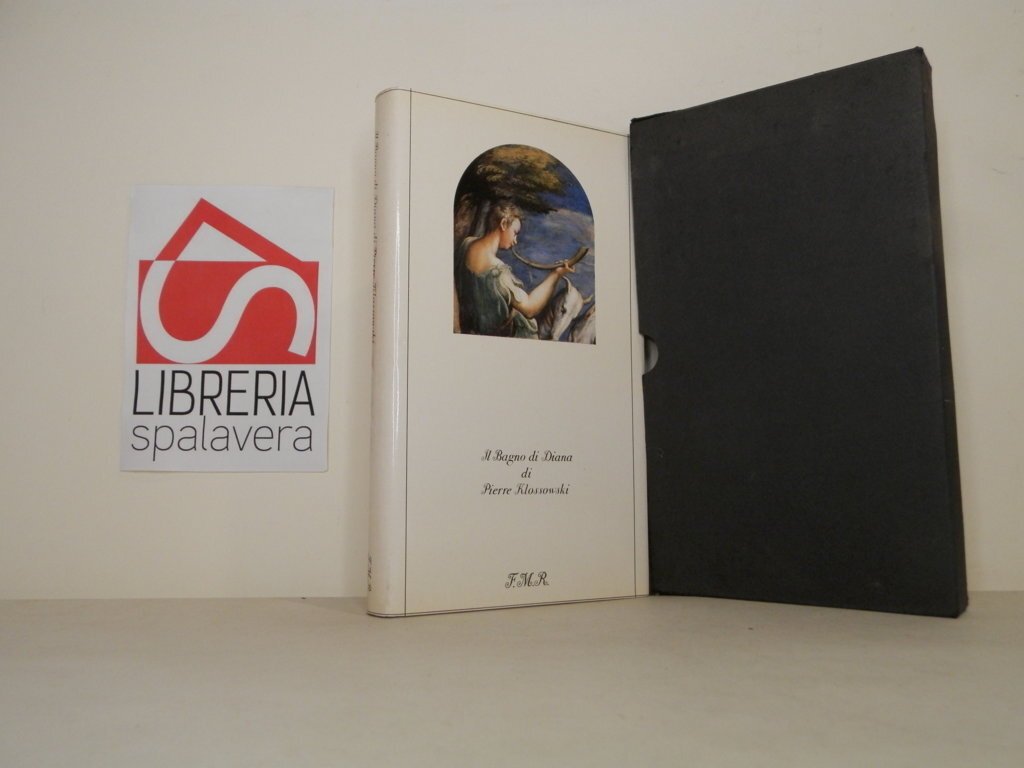 LIBRERIA
spalavera
Il Bagno di Diana
di
Pierre Klossowski
F.M.R.